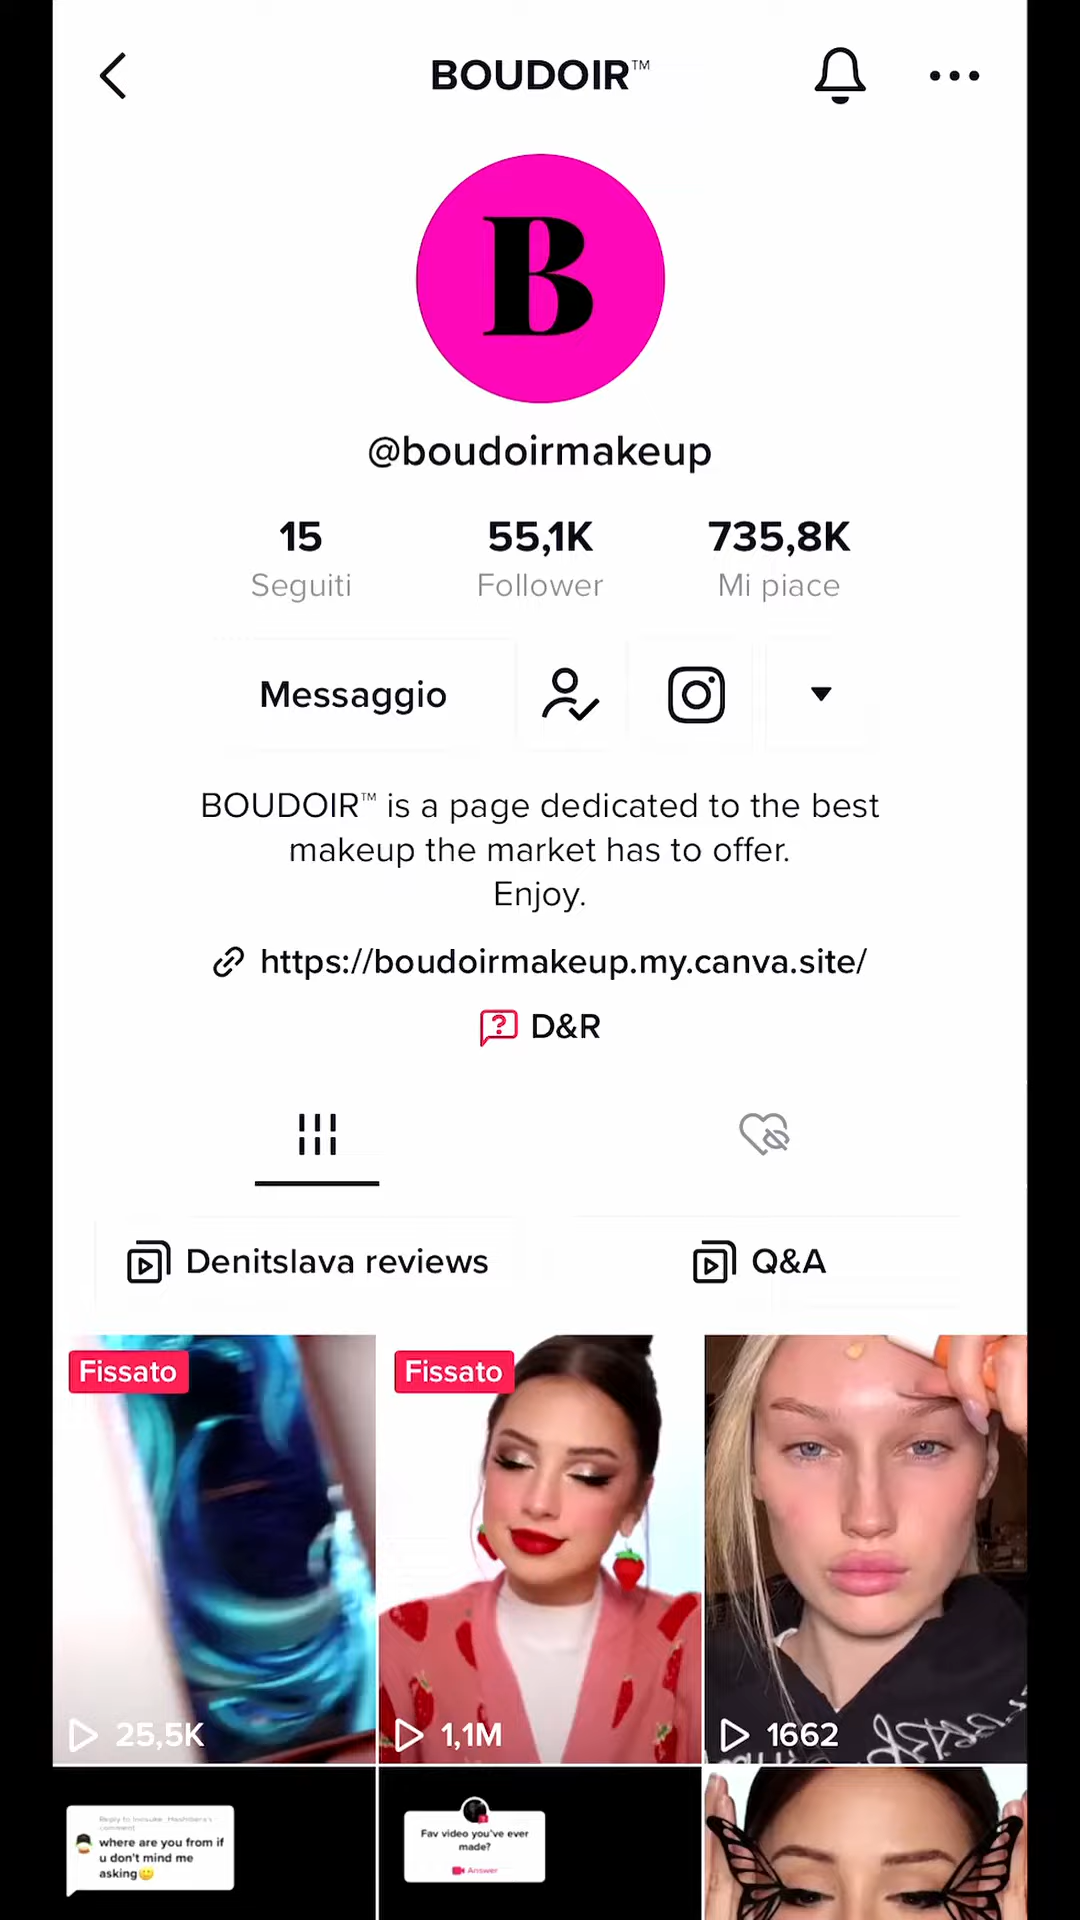 BOUDOIR™
B
@boudoirmakeup
15 55,1K 735,8K
Seguiti Follower Mi piace
Messaggio
BOUDOIR™ is a page dedicated to the best
makeup the market has to offer.
Enjoy.
https://boudoirmakeup.my.canva.site/
? D&R
Denitslava reviews
Q&A
Fissato
Fissato
25,5K
1,1M
1662
comment
where are you from if
u don't mind me
asking
Fav video you've ever
made?
Answer